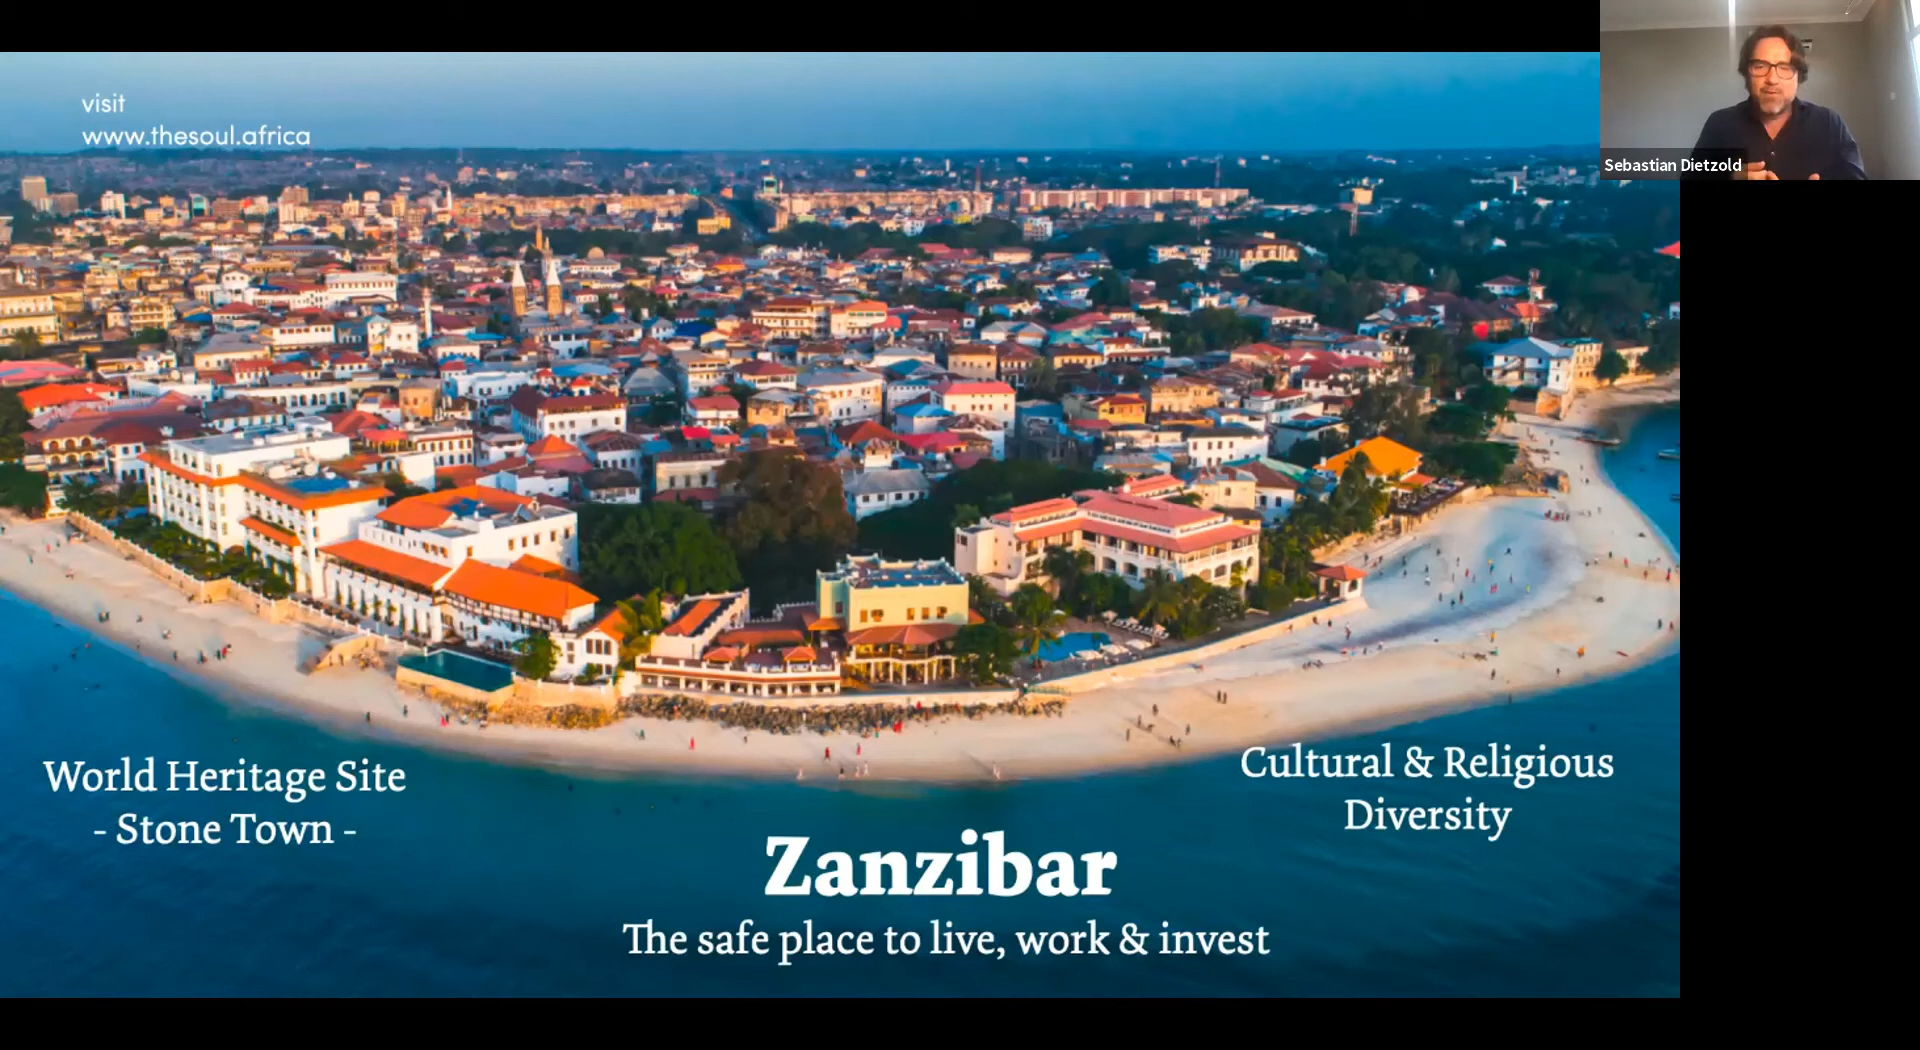 visit
www.thesoul.africa
Sebastian Dietzold
World Heritage Site
- Stone Town -
Cultural & Religious
Diversity
Zanzibar
The safe place to live, work & invest